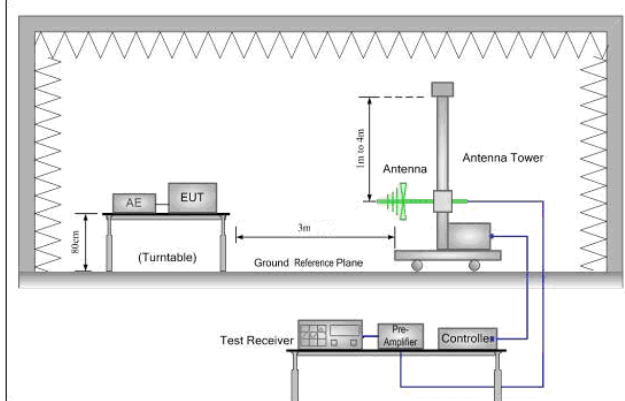 1m to 4m
Antenna
Antenna Tower
AE
EUT
80cm
(Turntable)
3m
Ground Reference Plane
Test Receiver
Pre-
Amplifier
Controller